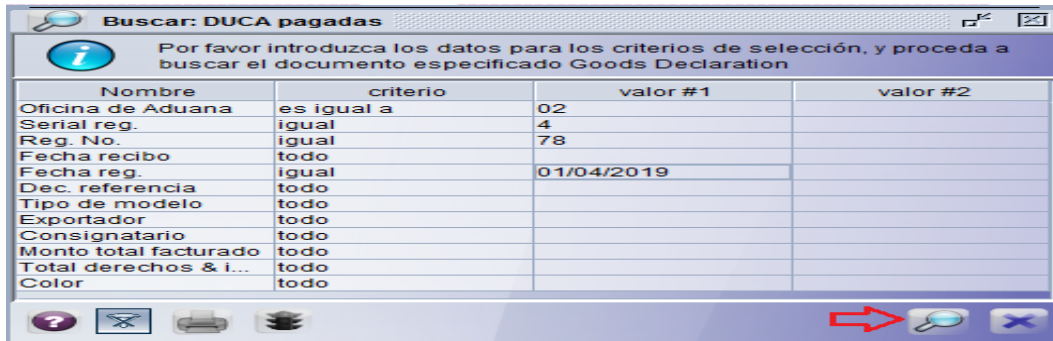 Buscar: DUCA pagadas
Por favor introduzca los datos para los criterios de selección, y proceda a
buscar el documento especificado Goods Declaration
Nombre criterio valor #1 valor #2
Oficina de Aduana es igual a 02
Serial reg. igual 4
Reg. No. igual 78
Fecha recibo todo
Fecha reg. igual 01/04/2019
Dec. referencia todo
Tipo de modelo todo
Exportador todo
Consignatario todo
Monto total facturado todo
Total derechos & i... todo
Color todo